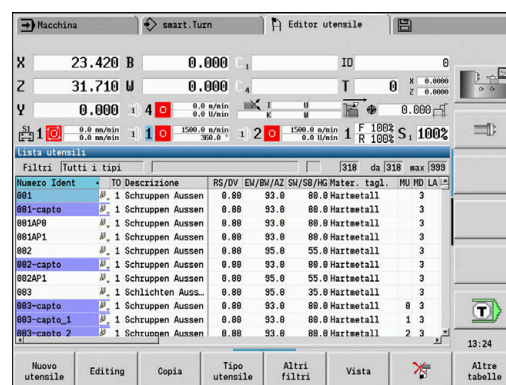 Macchina smart.Turn Editor utensile
X 23.420 B 0.000 ID 0
Z 31.710 W 0.000 T 0 X 0.0000 Z 0.0000
Y 0.000 4 0.0 m/min 0.0 U/min 0.000
S1 1 0.0 m/min 0.0 m/min 1 1500.0 m/min 360.0 ° 2 1500.0 m/min 0.0 U/min 1 F 100% R 100% S1 100%
Lista utensili
Filtri Tutti i tipi 318 da 318 max 999
Numero Ident TO Descrizione RS/DV EW/BW/AZ SW/SB/HG Mater. tagl. MU MD LA
001 1 Schruppen Aussen 0.80 93.0 80.0 Hartmetall 3
001-capto 1 Schruppen Aussen 0.80 93.0 80.0 Hartmetall 3
001AP0 1 Schruppen Aussen 0.80 93.0 80.0 Hartmetall 3
001AP1 1 Schruppen Aussen 0.80 93.0 80.0 Hartmetall 3
002 1 Schruppen Aussen 0.80 95.0 55.0 Hartmetall 3
002-capto 1 Schruppen Aussen 0.80 93.0 80.0 Hartmetall 3
002AP1 1 Schruppen Aussen 0.80 95.0 55.0 Hartmetall 3
003 1 Schlichten Auss... 0.80 95.0 35.0 Hartmetall 3
003-capto 1 Schruppen Aussen 0.80 93.0 80.0 Hartmetall 0 3
003-capto_1 1 Schruppen Aussen 0.80 93.0 80.0 Hartmetall 1 3
003-capto_2 1 Schruppen Aussen 0.80 93.0 80.0 Hartmetall 2 3
13:24
Nuovo utensile
Editing
Copia
Tipo utensile
Altri filtri
Vista
Altre tabelle